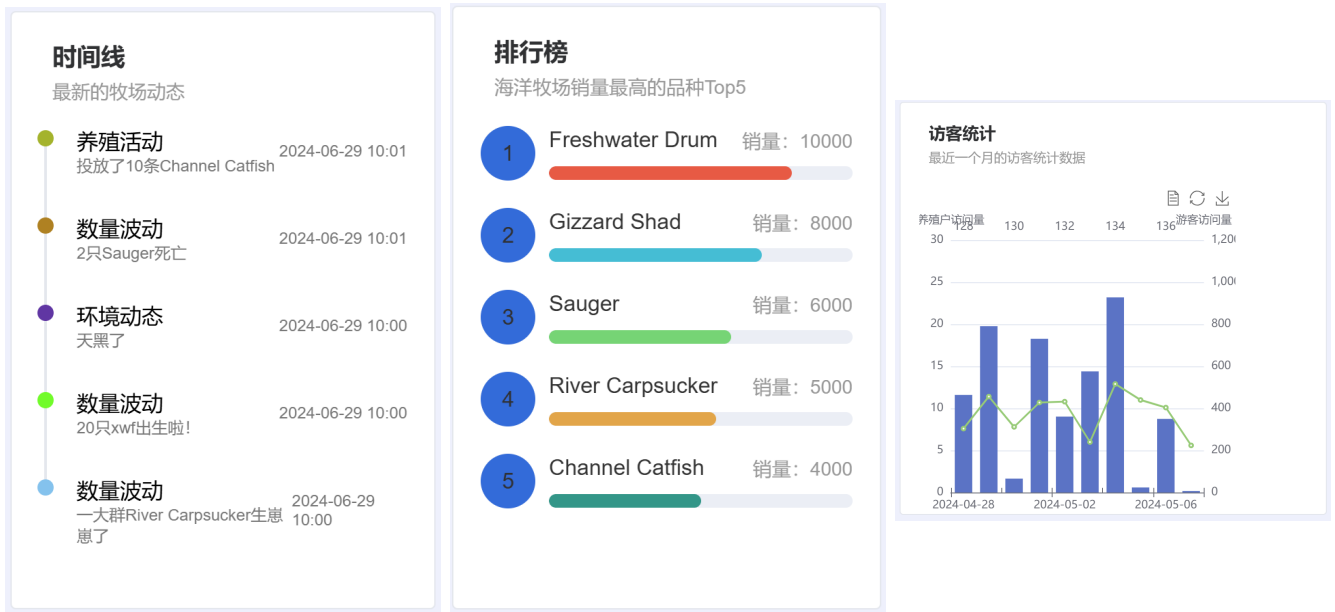 时间线
最新的牧场动态
养殖活动
投放了10条Channel Catfish
2024-06-29 10:01
数量波动
2只Sauger死亡
2024-06-29 10:01
环境动态
天黑了
2024-06-29 10:00
数量波动
20只xwf出生啦！
2024-06-29 10:00
数量波动
一大群River Carpsucker生崽
崽了
2024-06-29
10:00
排行榜
海洋牧场销量最高的品种Top5
1
Freshwater Drum
销量：10000
2
Gizzard Shad
销量：8000
3
Sauger
销量：6000
4
River Carpsucker
销量：5000
5
Channel Catfish
销量：4000
访客统计
最近一个月的访客统计数据
养殖户访问量
游客访问量
128 130 132 134 136
30
25
20
15
10
5
0
1,200
1,000
800
600
400
200
0
2024-04-28 2024-05-02 2024-05-06